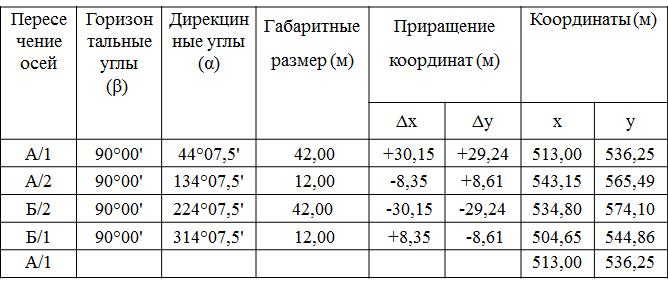 Пересе Горизон Дирекцин Габаритные Приращение Координаты (м)
чение тальные ные углы размер (м) координат (м)
осей углы (α)
(β)
Δx Δy x y
А/1 90°00' 44°07,5' 42,00 +30,15 +29,24 513,00 536,25
А/2 90°00' 134°07,5' 12,00 -8,35 +8,61 543,15 565,49
Б/2 90°00' 224°07,5' 42,00 -30,15 -29,24 534,80 574,10
Б/1 90°00' 314°07,5' 12,00 +8,35 -8,61 504,65 544,86
А/1 513,00 536,25